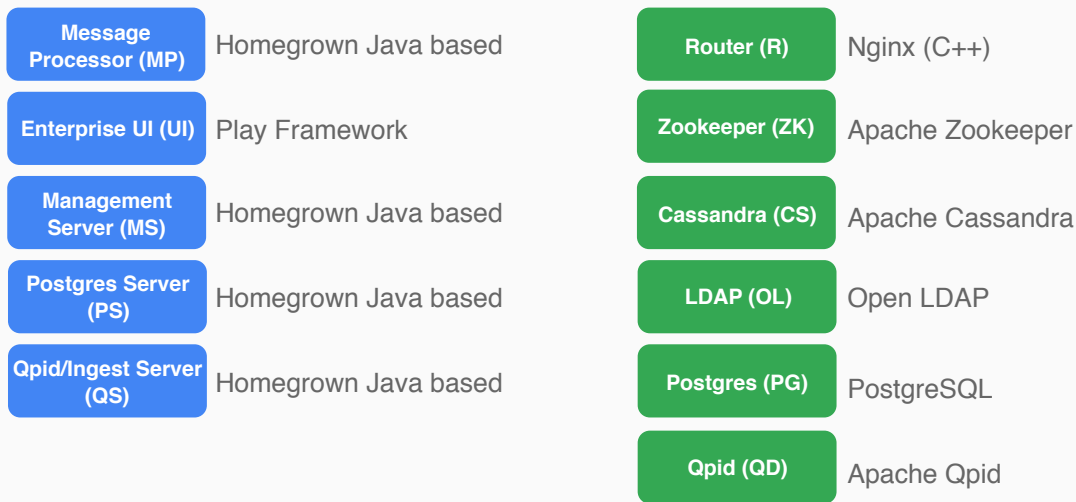 Message
Processor (MP)
Homegrown Java based
Enterprise UI (UI)
Play Framework
Management
Server (MS)
Homegrown Java based
Postgres Server
(PS)
Homegrown Java based
Qpid/Ingest Server
(QS)
Homegrown Java based
Router (R)
Nginx (C++)
Zookeeper (ZK)
Apache Zookeeper
Cassandra (CS)
Apache Cassandra
LDAP (OL)
Open LDAP
Postgres (PG)
PostgreSQL
Qpid (QD)
Apache Qpid